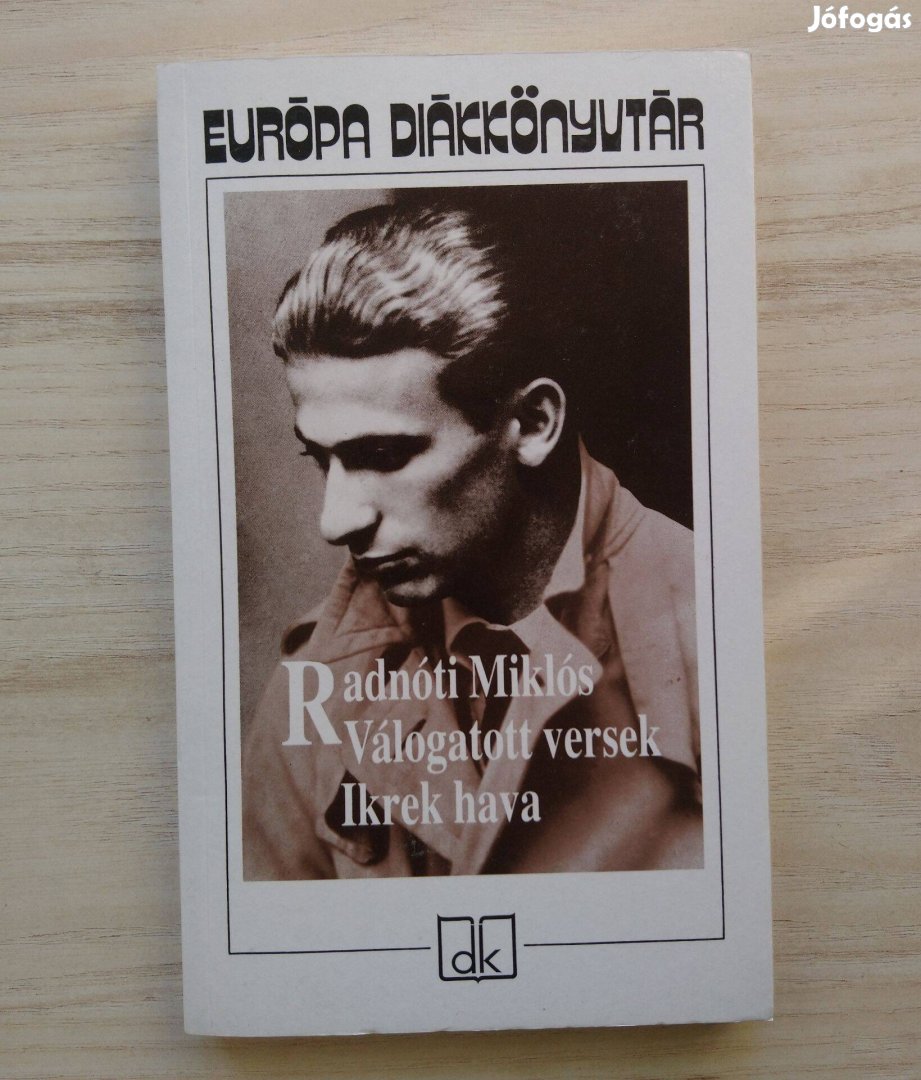 Jófogás
EURÓPA DIÁKKÖNYVTÁR
Radnóti Miklós
Válogatott versek
Ikrek hava
dk